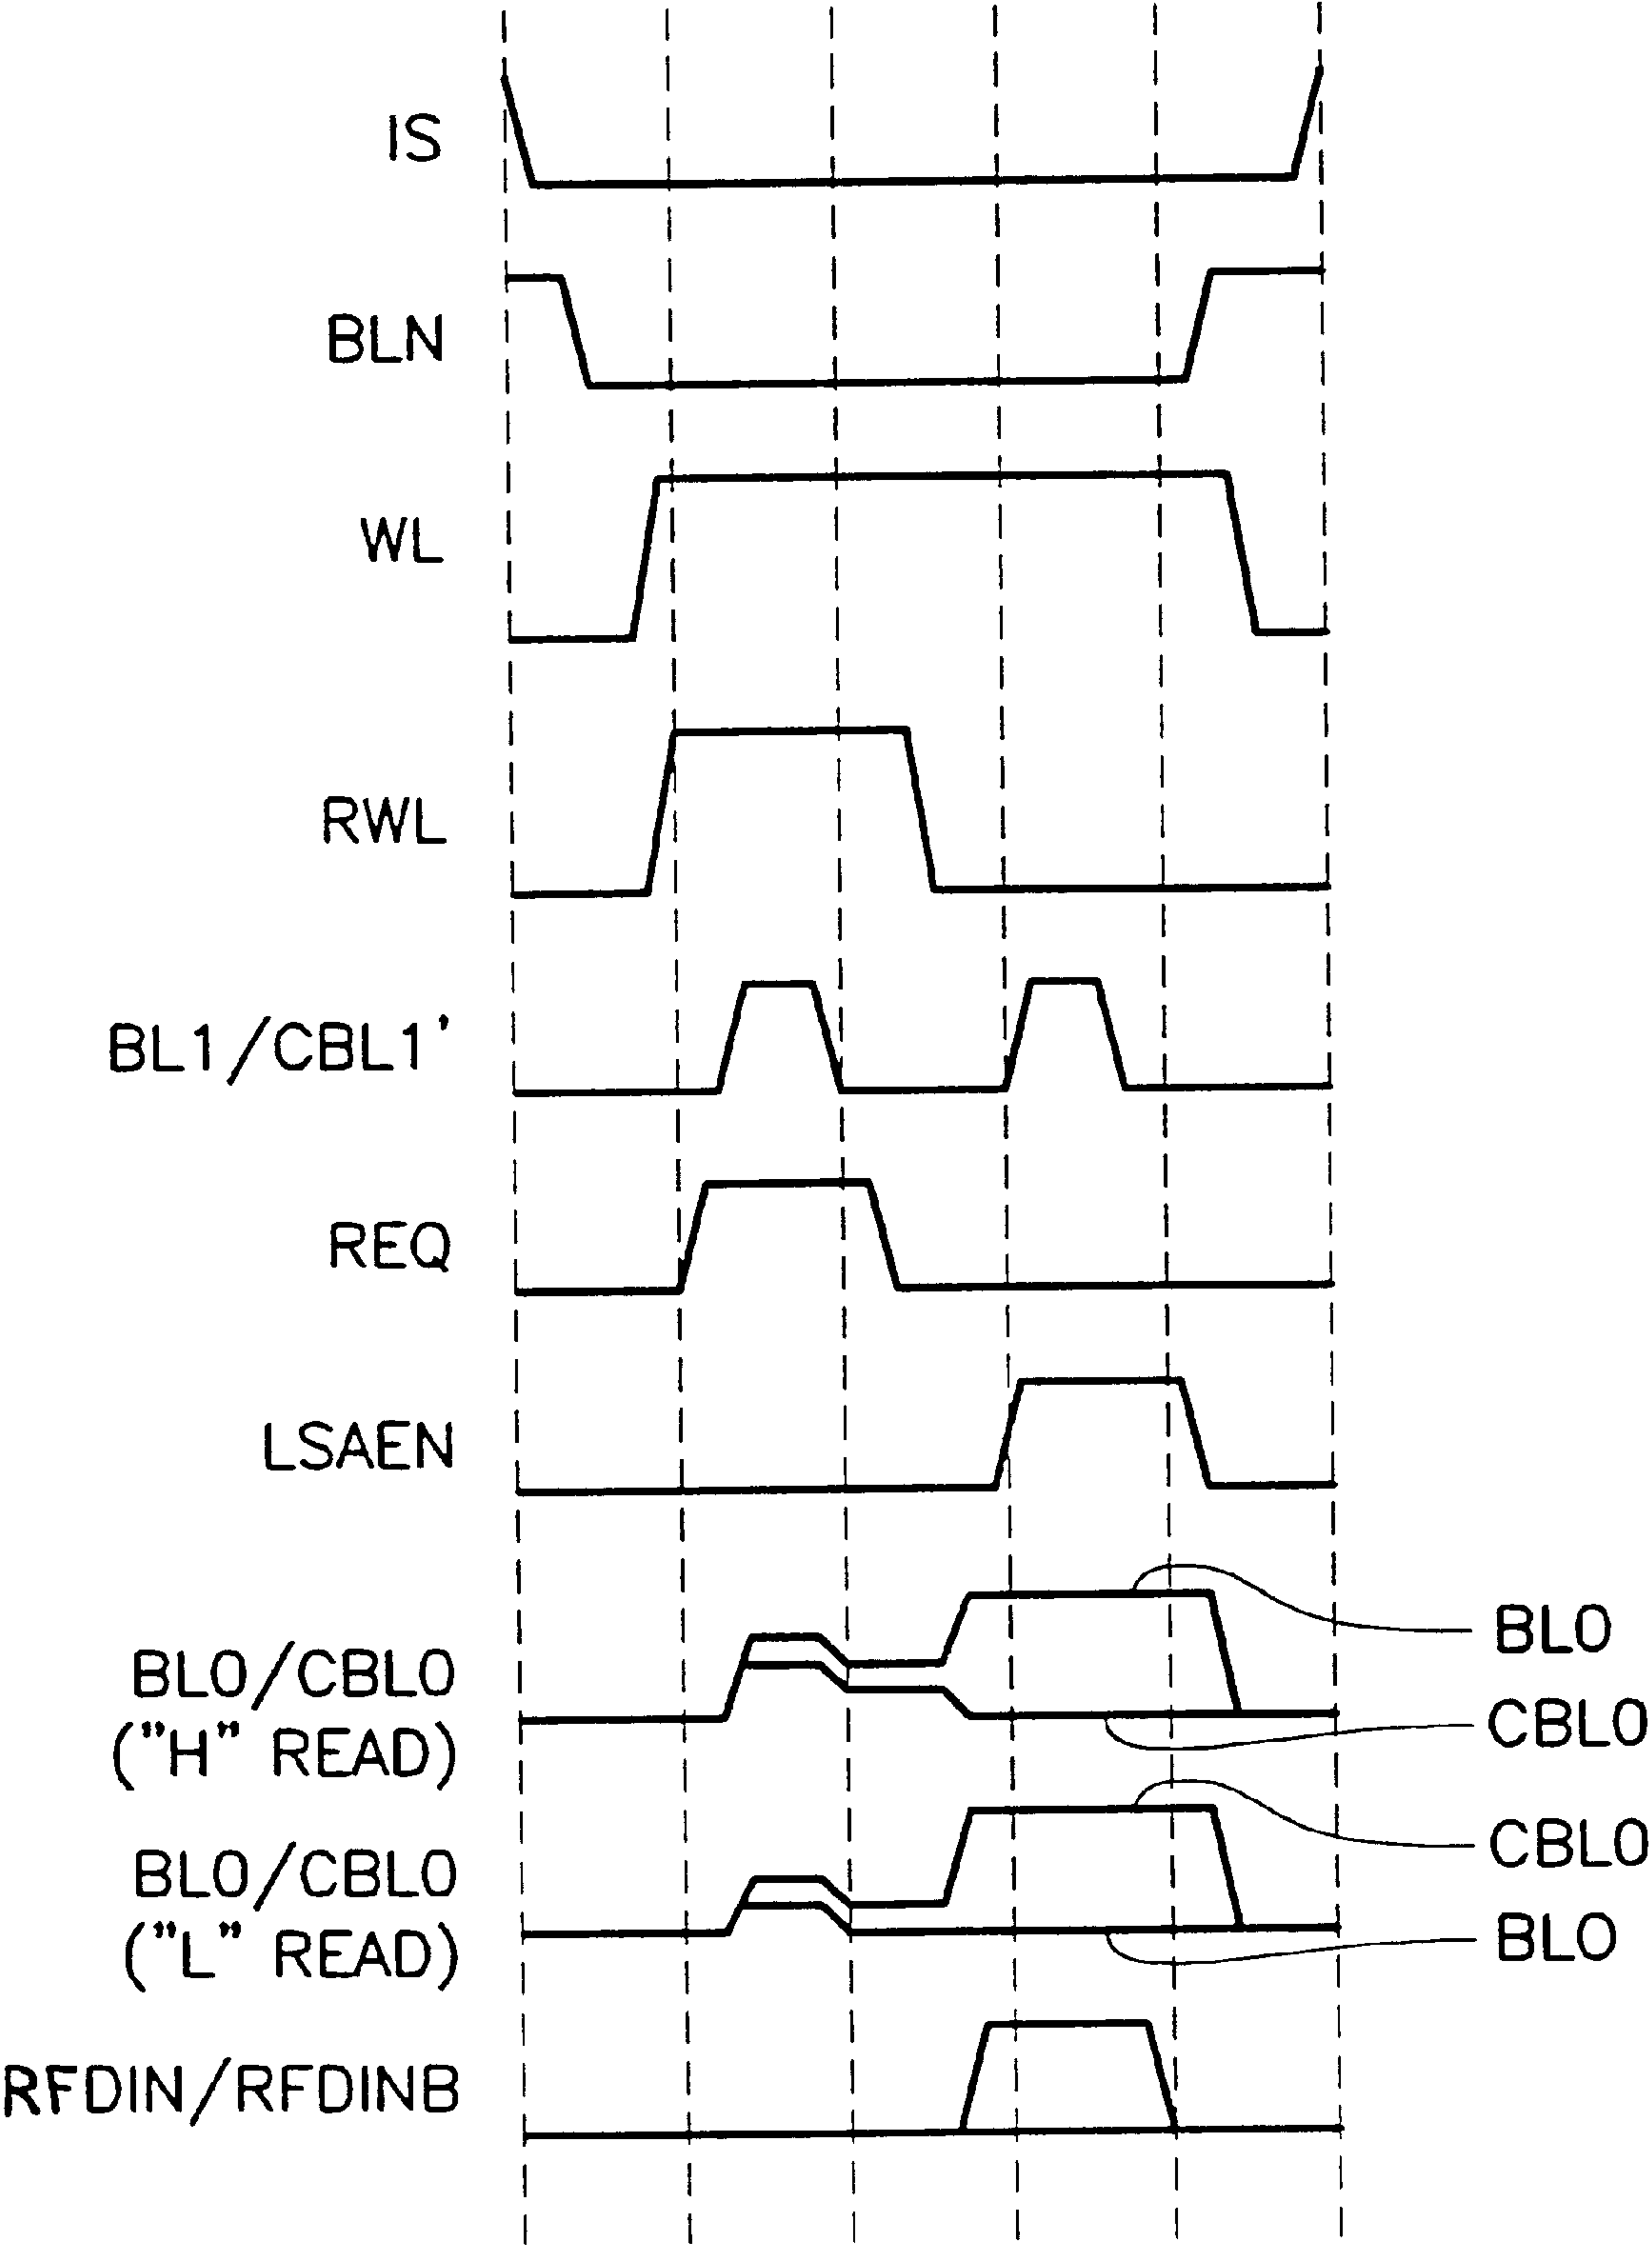 IS
BLN
WL
RWL
BL1/CBL1'
REQ
LSAEN
BL0/CBL0
("H" READ)
BL0
CBL0
BL0/CBL0
("L" READ)
CBL0
BL0
RFDIN/RFDINB